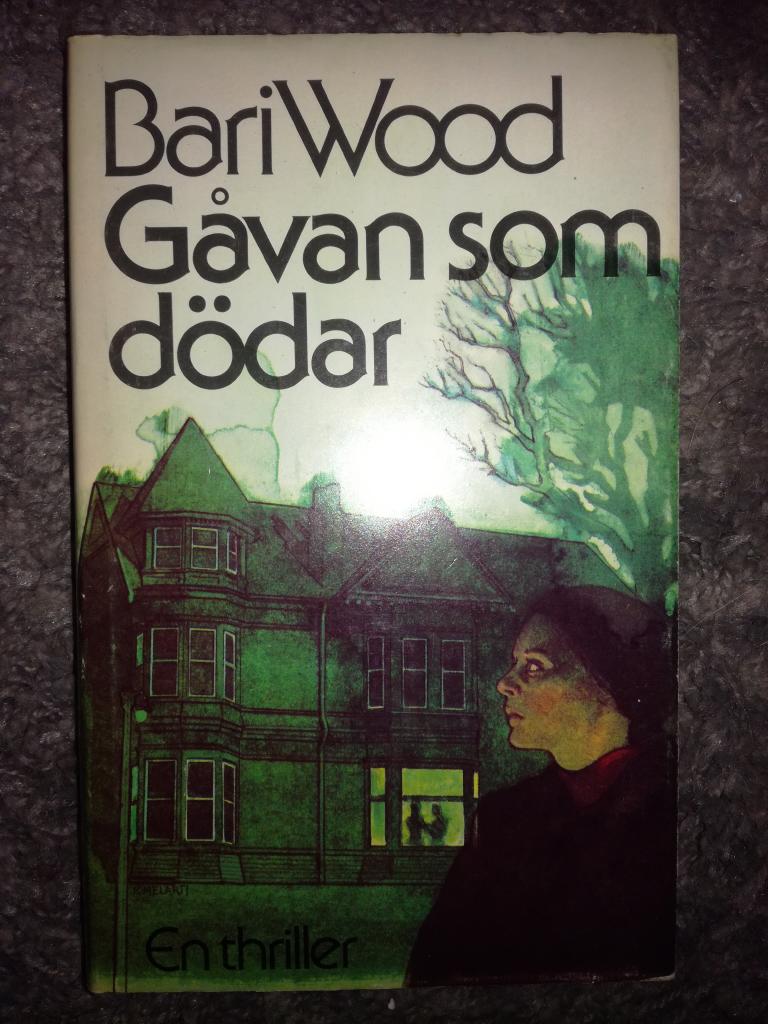 Bari Wood
Gåvan som
dödar
En thriller